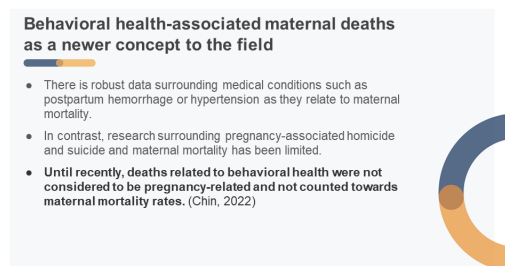 Behavioral health-associated maternal deaths
as a newer concept to the field
● There is robust data surrounding medical conditions such as
postpartum hemorrhage or hypertension as they relate to maternal
mortality.
● In contrast, research surrounding pregnancy-associated homicide
and suicide and maternal mortality has been limited.
● Until recently, deaths related to behavioral health were not
considered to be pregnancy-related and not counted towards
maternal mortality rates. (Chin, 2022)